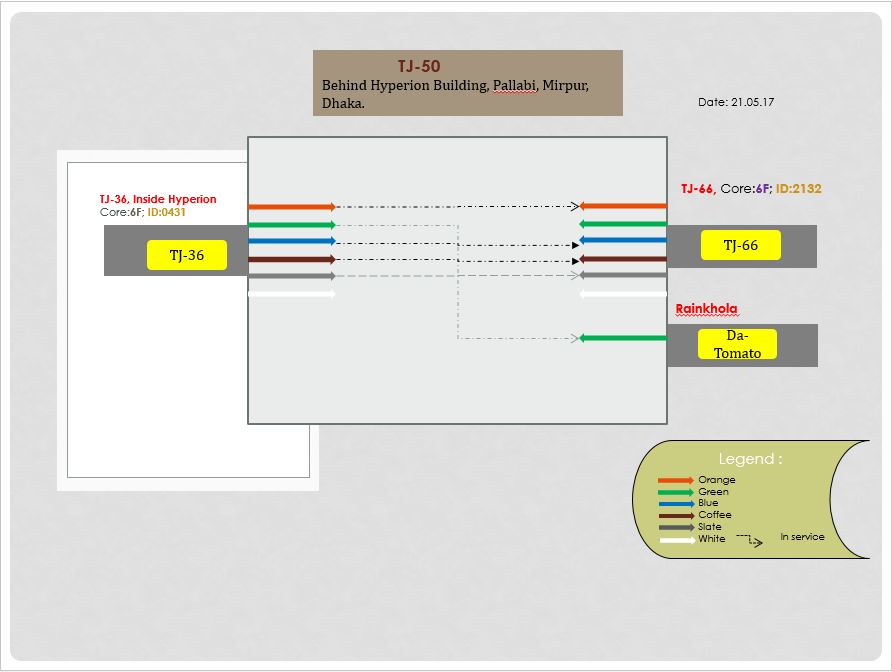 TJ-50
Behind Hyperion Building, Pallabi, Mirpur,
Dhaka.
Date: 21.05.17
TJ-36, Inside Hyperion
Core:6F; ID:0431
TJ-36
TJ-66, Core:6F; ID:2132
TJ-66
Rainkhola
Da-
Tomato
Legend :
Orange
Green
Blue
Coffee
Slate
White
In service